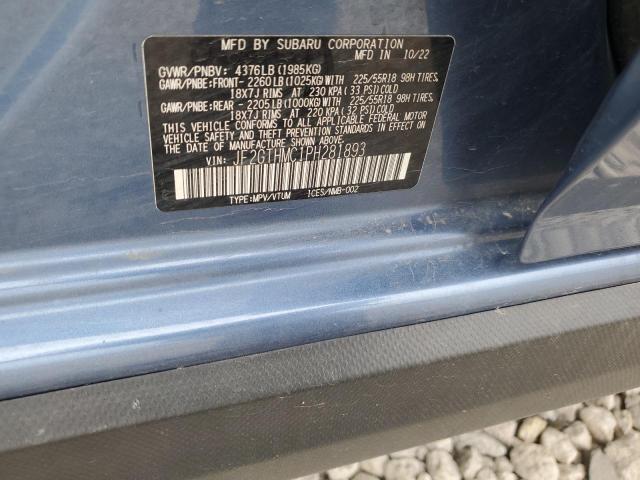 MFD BY SUBARU CORPORATION
MFD IN 10/22
GVWR/PNBV: 4376LB(1985KG)
GAWR/PNBE:FRONT- 2260LB(1025KG)WITH 225/55R18 98H TIRES,
18X7J RIMS AT 230 KPA(33 PSI)COLD
GAWR/PNBE:REAR - 2205LB(1000KG)WITH 225/55R18 98H TIRES,
18X7J RIMS AT 220 KPA(32 PSI)COLD
THIS VEHICLE CONFORMS TO ALL APPLICABLE FEDERAL MOTOR
VEHICLE SAFETY AND THEFT PREVENTION STANDARDS IN EFFECT ON
THE DATE OF MANUFACTURE SHOWN ABOVE.
VIN: JF2GTHMC1PH281893
TYPE:MPV/VTUM ICES/NMB-002